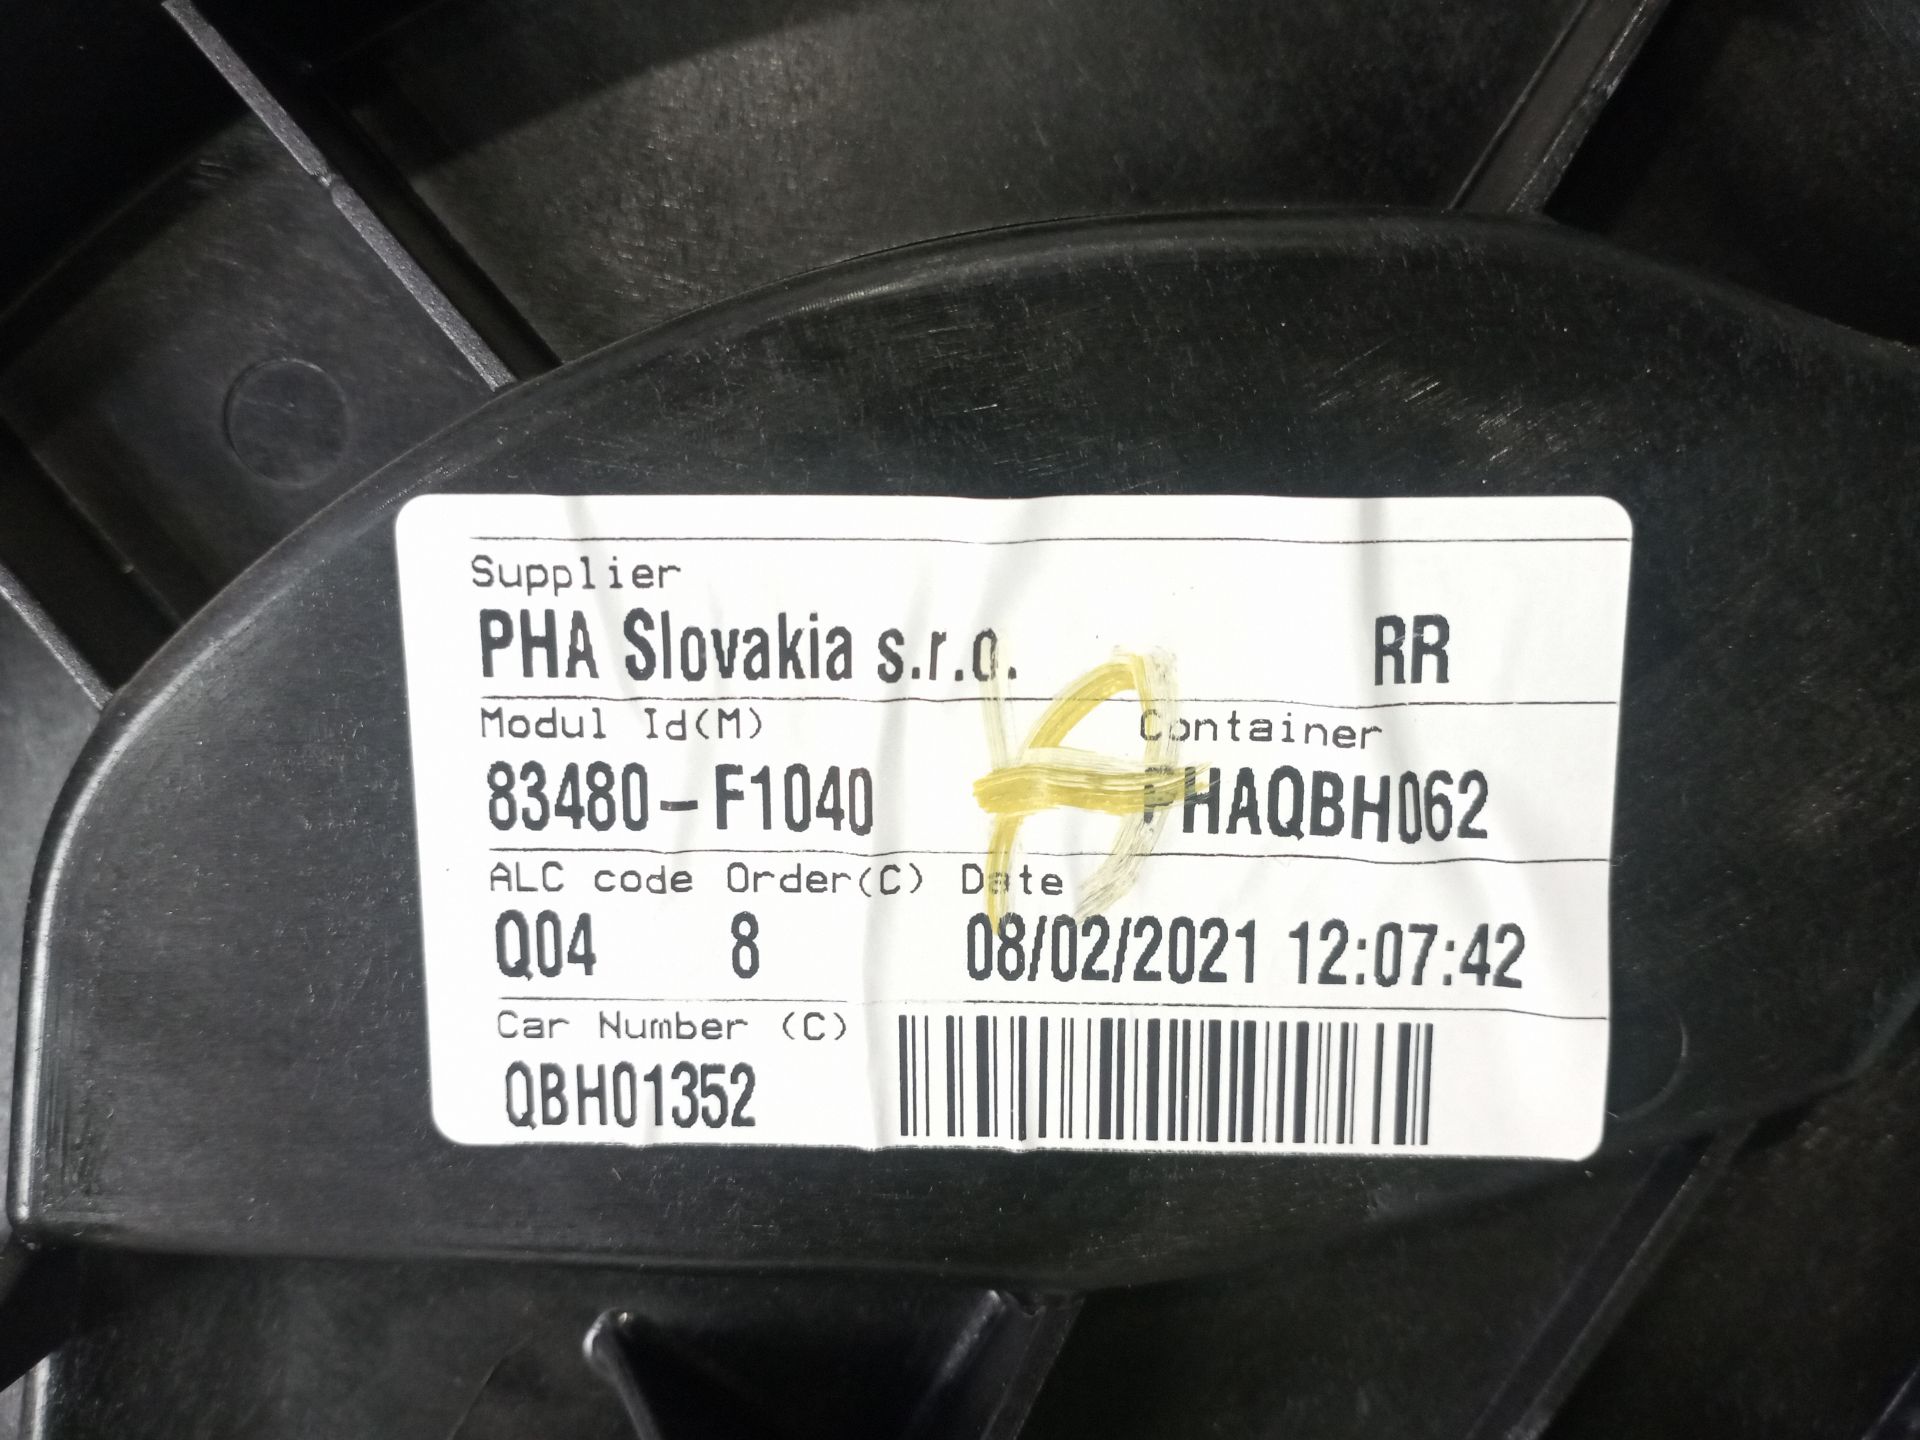 Supplier
PHA Slovakia s.r.o. RR
Modul Id(M) Container
83480-F1040 PHAQBH062
ALC code Order(C) Date
Q04 8 08/02/2021 12:07:42
Car Number (C)
QBH01352